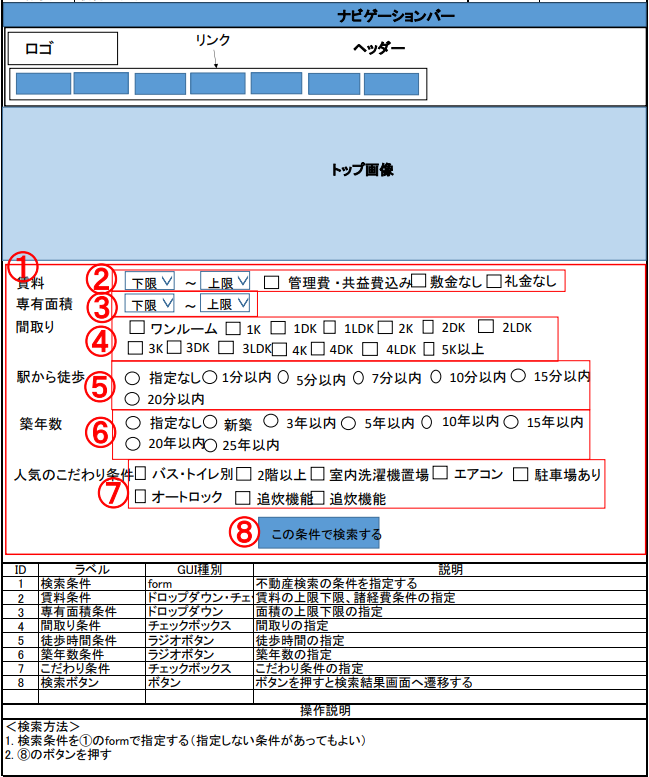 ナビゲーションバー
ロゴ
リンク
ヘッダー
トップ画像
①
賃料 ② 下限 ～ 上限 管理費・共益費込み 敷金なし 礼金なし
専有面積 ③ 下限 ～ 上限
間取り ④ ワンルーム 1K 1DK 1LDK 2K 2DK 2LDK
3K 3DK 3LDK 4K 4DK 4LDK 5K以上
駅から徒歩 ⑤ 指定なし 1分以内 5分以内 7分以内 10分以内 15分以内
20分以内
築年数 ⑥ 指定なし 新築 3年以内 5年以内 10年以内 15年以内
20年以内 25年以内
人気のこだわり条件 ⑦ バス・トイレ別 2階以上 室内洗濯機置場 エアコン 駐車場あり
オートロック 追炊機能 追炊機能
⑧ この条件で検索する
ID ラベル GUI種別 説明
1 検索条件 form 不動産検索の条件を指定する
2 賃料条件 ドロップダウン・チェ 賃料の上限下限、諸経費条件の指定
3 専有面積条件 ドロップダウン 面積の上限下限の指定
4 間取り条件 チェックボックス 間取りの指定
5 徒歩時間条件 ラジオボタン 徒歩時間の指定
6 築年数条件 ラジオボタン 築年数の指定
7 こだわり条件 チェックボックス こだわり条件の指定
8 検索ボタン ボタン ボタンを押すと検索結果画面へ遷移する
操作説明
＜検索方法＞
1. 検索条件を①のformで指定する（指定しない条件があってもよい）
2. ⑧のボタンを押す